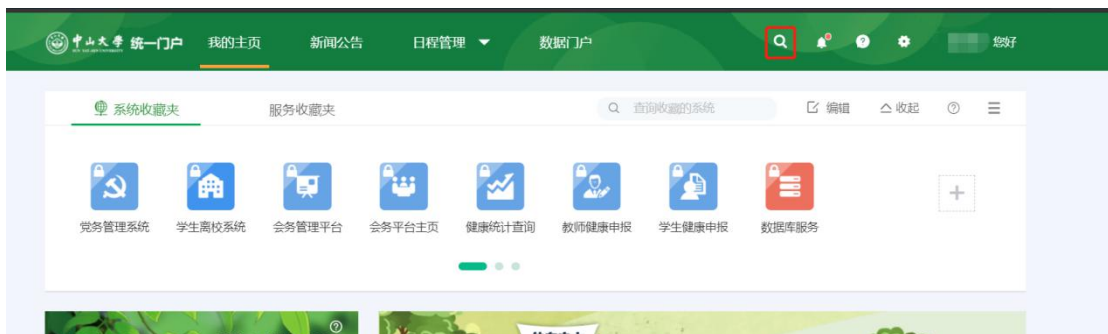 中山大学 统一门户 我的主页 新闻公告 日程管理 数据门户 您好
系统收藏夹 服务收藏夹 查询收藏的系统 编辑 收起
党务管理系统 学生离校系统 会务管理平台 会务平台主页 健康统计查询 教师健康申报 学生健康申报 数据库服务